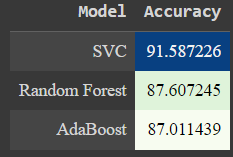 Model Accuracy
SVC 91.587226
Random Forest 87.607245
AdaBoost 87.011439